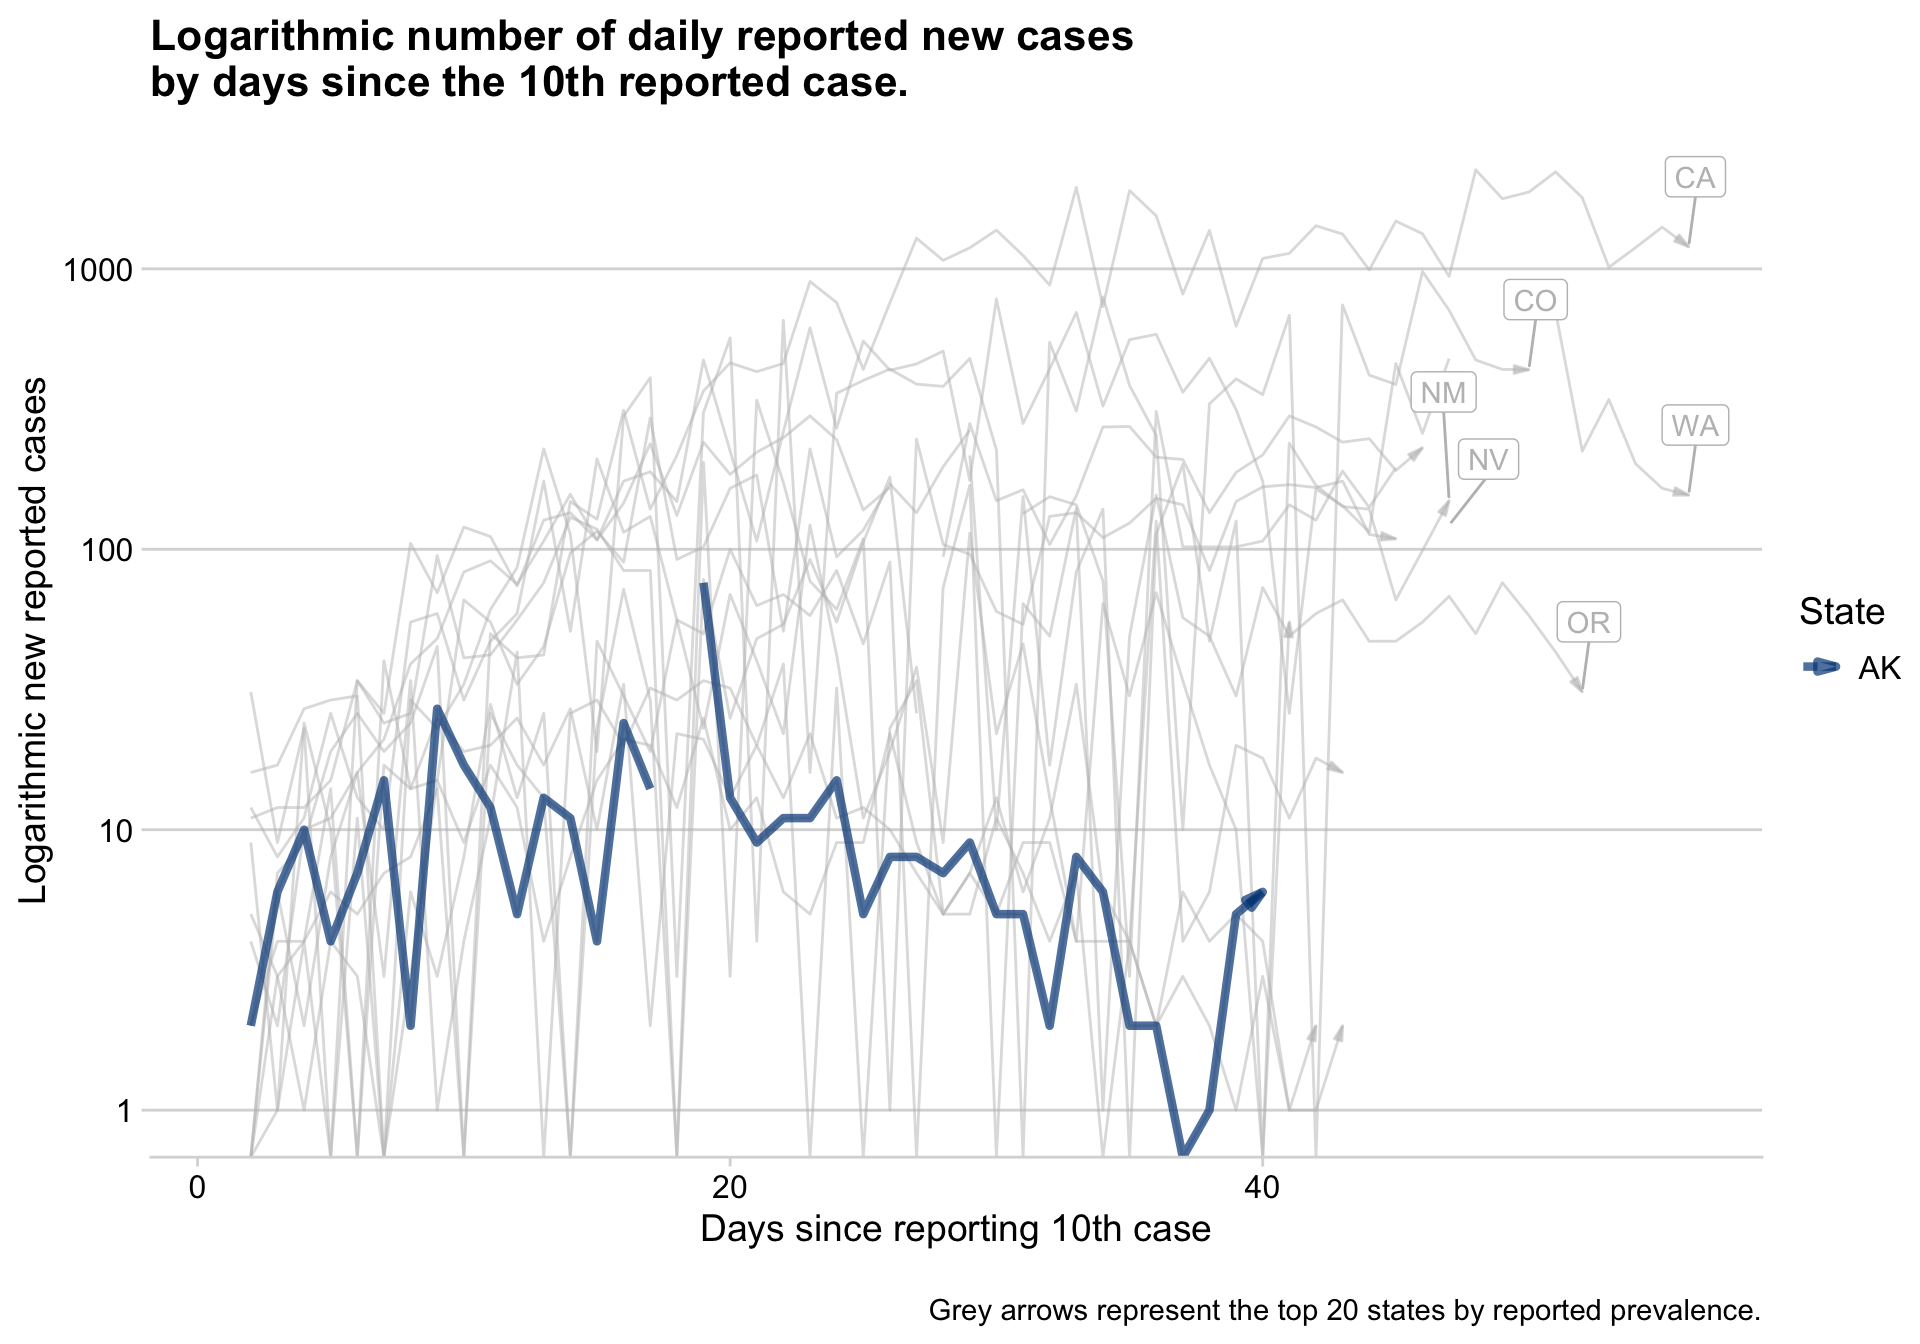 Logarithmic number of daily reported new cases
by days since the 10th reported case.
CA
1000
CO
NM
WA
NV
100
OR
State
AK
10
1
0 20 40
Logarithmic new reported cases
Days since reporting 10th case
Grey arrows represent the top 20 states by reported prevalence.